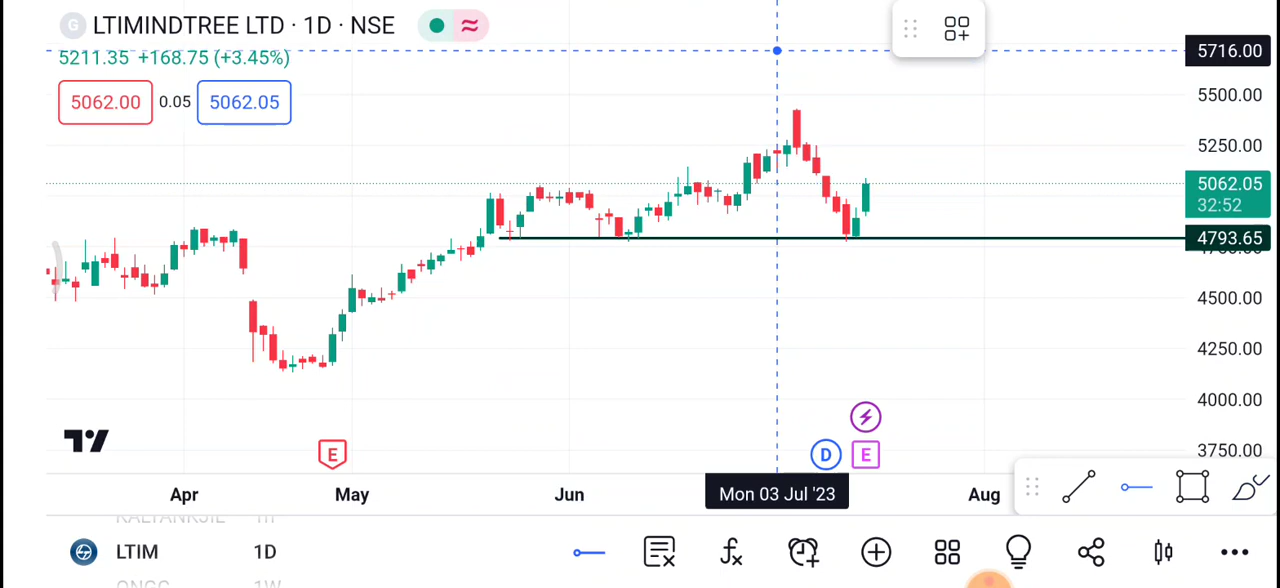 G LTIMINDTREE LTD · 1D · NSE
5211.35 +168.75 (+3.45%)
5062.00 0.05 5062.05
5716.00
5500.00
5250.00
5062.05
32:52
4793.65
4500.00
4250.00
4000.00
3750.00
E D E
Apr May Jun Mon 03 Jul '23 Aug
LTIM 1D
ONGC 1W